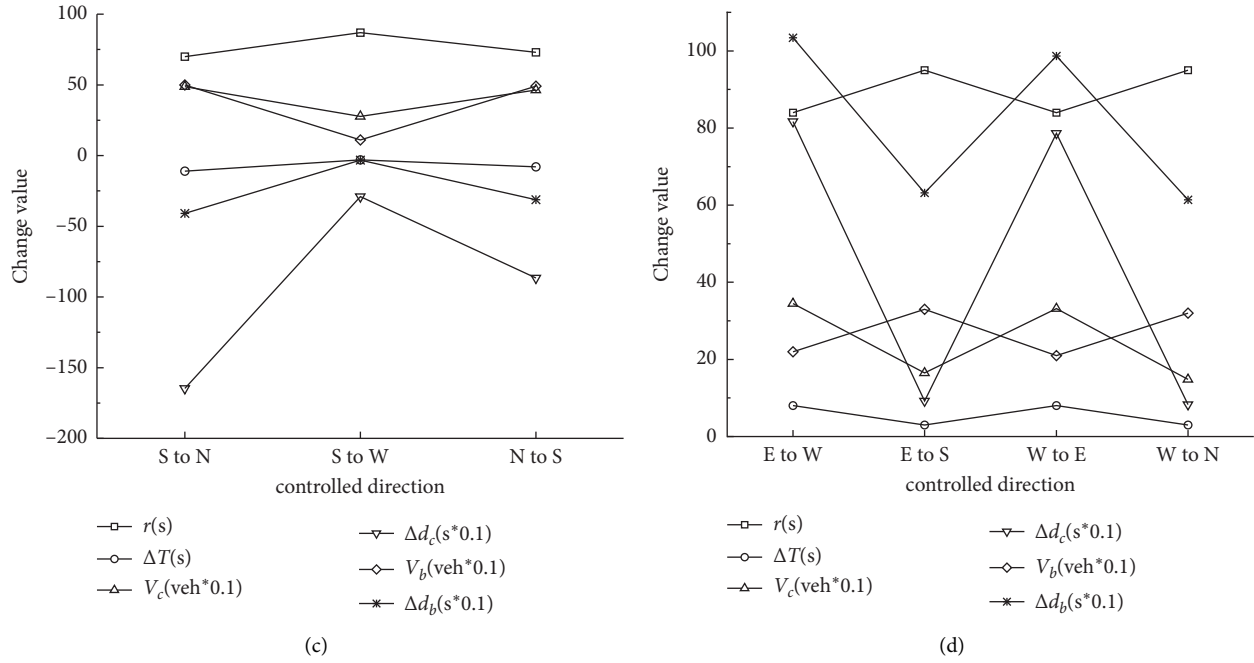 100
50
0
−50
−100
−150
−200
Change value
S to N
S to W
N to S
controlled direction
r(s)
ΔT(s)
V_c(veh*0.1)
Δd_c(s*0.1)
V_b(veh*0.1)
Δd_b(s*0.1)
(c)
100
80
60
40
20
0
Change value
E to W
E to S
W to E
W to N
controlled direction
r(s)
ΔT(s)
V_c(veh*0.1)
Δd_c(s*0.1)
V_b(veh*0.1)
Δd_b(s*0.1)
(d)